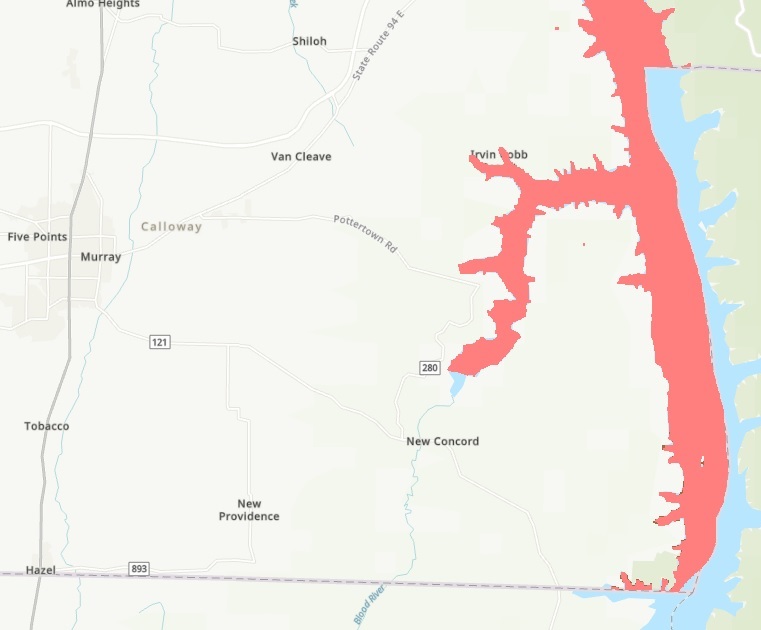 Almo Heights
Shiloh
State Route 94 E
Van Cleave
Irvin Cobb
Calloway
Pottertown Rd
Five Points
Murray
121
280
Tobacco
New Concord
New
Providence
Hazel
893
Blood River